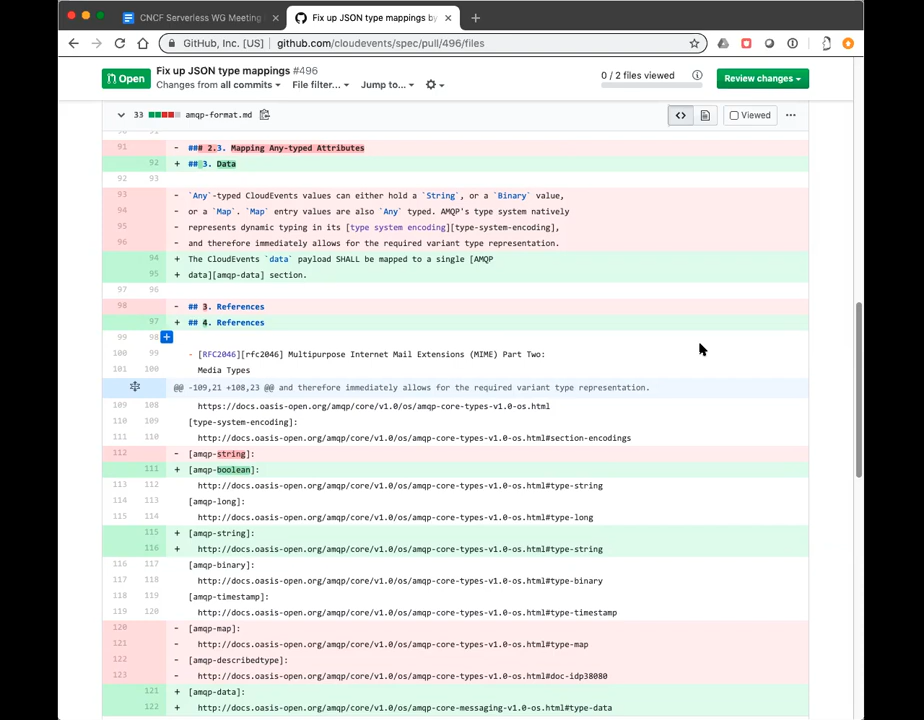 CNCF Serverless WG Meeting
Fix up JSON type mappings by
GitHub, Inc. [US] github.com/cloudevents/spec/pull/496/files
Open
Fix up JSON type mappings #496
Changes from all commits File filter... Jump to...
0 / 2 files viewed
Review changes
33 amqp-format.md
Viewed
91 - ### 2.3. Mapping Any-typed Attributes
92 + ## 3. Data
92 93
93 - `Any`-typed CloudEvents values can either hold a `String`, or a `Binary` value,
94 - or a `Map`. `Map` entry values are also `Any` typed. AMQP's type system natively
95 - represents dynamic typing in its [type system encoding][type-system-encoding],
96 - and therefore immediately allows for the required variant type representation.
94 + The CloudEvents `data` payload SHALL be mapped to a single [AMQP
95 + data][amqp-data] section.
97 96
98 - ## 3. References
97 + ## 4. References
99 98
100 99 - [RFC2046][rfc2046] Multipurpose Internet Mail Extensions (MIME) Part Two:
101 100 Media Types
@@ -109,21 +108,23 @@ and therefore immediately allows for the required variant type representation.
109 108 https://docs.oasis-open.org/amqp/core/v1.0/os/amqp-core-types-v1.0-os.html
110 109 [type-system-encoding]:
111 110 http://docs.oasis-open.org/amqp/core/v1.0/os/amqp-core-types-v1.0-os.html#section-encodings
112 - [amqp-string]:
111 + [amqp-boolean]:
113 112 http://docs.oasis-open.org/amqp/core/v1.0/os/amqp-core-types-v1.0-os.html#type-string
114 113 [amqp-long]:
115 114 http://docs.oasis-open.org/amqp/core/v1.0/os/amqp-core-types-v1.0-os.html#type-long
115 + [amqp-string]:
116 + http://docs.oasis-open.org/amqp/core/v1.0/os/amqp-core-types-v1.0-os.html#type-string
116 117 [amqp-binary]:
117 118 http://docs.oasis-open.org/amqp/core/v1.0/os/amqp-core-types-v1.0-os.html#type-binary
118 119 [amqp-timestamp]:
119 120 http://docs.oasis-open.org/amqp/core/v1.0/os/amqp-core-types-v1.0-os.html#type-timestamp
120 - [amqp-map]:
121 - http://docs.oasis-open.org/amqp/core/v1.0/os/amqp-core-types-v1.0-os.html#type-map
122 - [amqp-describedtype]:
123 - http://docs.oasis-open.org/amqp/core/v1.0/os/amqp-core-types-v1.0-os.html#doc-idp38080
121 + [amqp-data]:
122 + http://docs.oasis-open.org/amqp/core/v1.0/os/amqp-core-messaging-v1.0-os.html#type-data